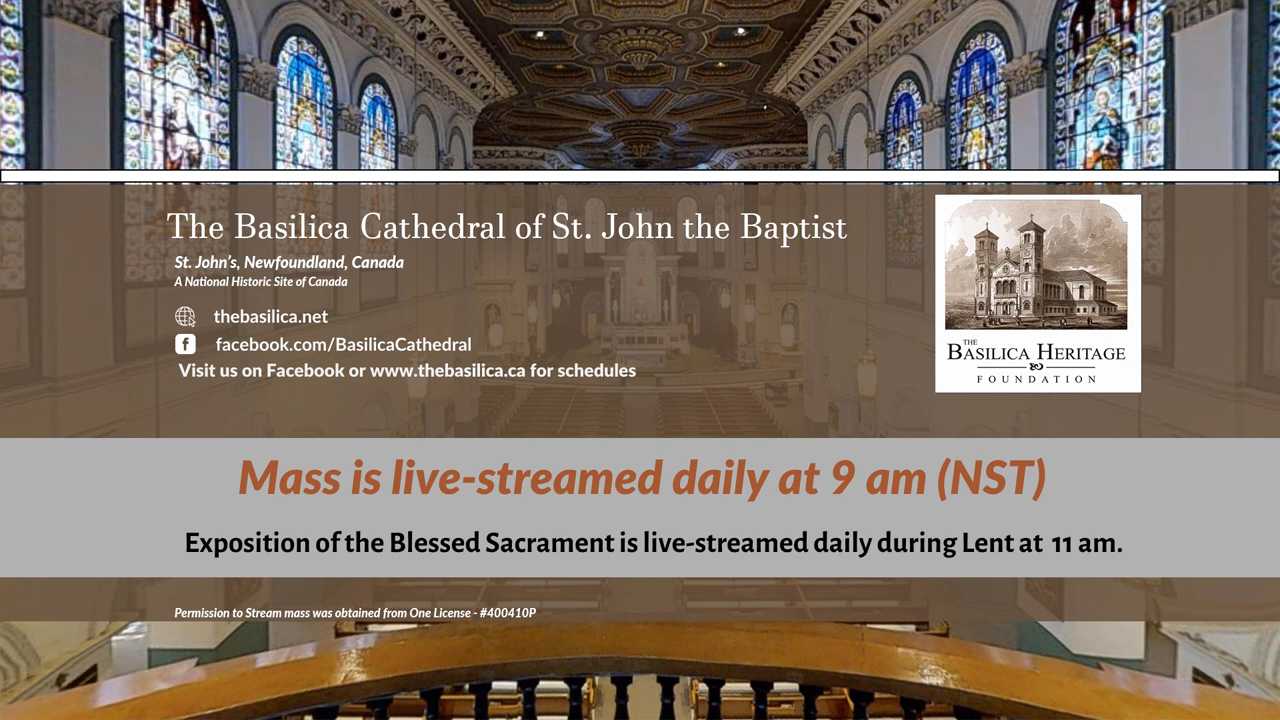 The Basilica Cathedral of St. John the Baptist
St. John's, Newfoundland, Canada
A National Historic Site of Canada
thebasilica.net
facebook.com/BasilicaCathedral
Visit us on Facebook or www.thebasilica.ca for schedules
THE
BASILICA HERITAGE
&
FOUNDATION
Mass is live-streamed daily at 9 am (NST)
Exposition of the Blessed Sacrament is live-streamed daily during Lent at 11 am.
Permission to Stream mass was obtained from One License - #400410P